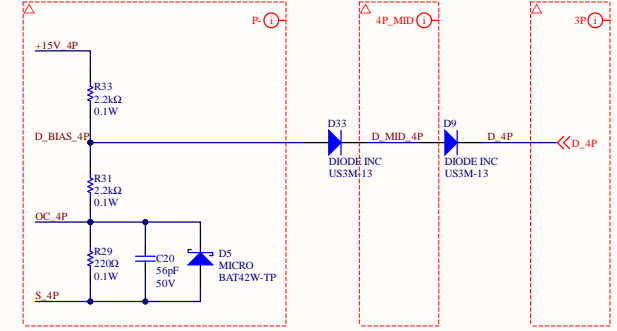 P-
i
4P_MID
i
3P
i
+15V_4P
R33
2.2kΩ
0.1W
D_BIAS_4P
D33
DIODE INC
US3M-13
D_MID_4P
D9
DIODE INC
US3M-13
D_4P
D_4P
R31
2.2kΩ
0.1W
OC_4P
R29
220Ω
0.1W
C20
56pF
50V
D5
MICRO
BAT42W-TP
S_4P